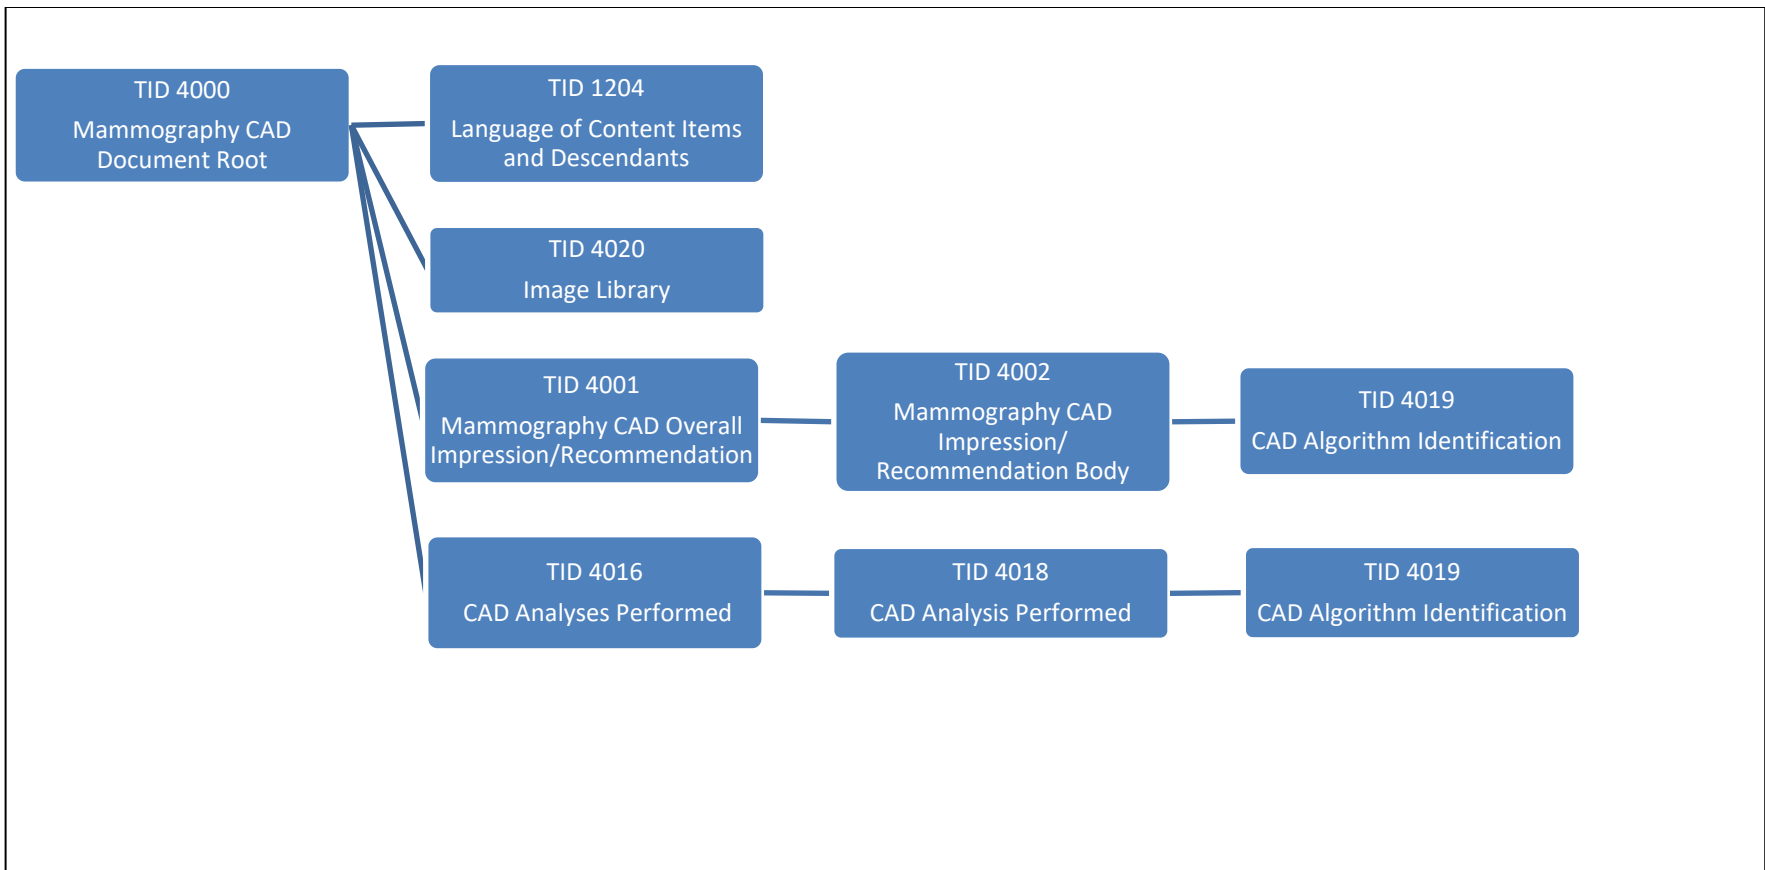 TID 4000
Mammography CAD
Document Root
TID 1204
Language of Content Items
and Descendants
TID 4020
Image Library
TID 4001
Mammography CAD Overall
Impression/Recommendation
TID 4002
Mammography CAD
Impression/
Recommendation Body
TID 4019
CAD Algorithm Identification
TID 4016
CAD Analyses Performed
TID 4018
CAD Analysis Performed
TID 4019
CAD Algorithm Identification